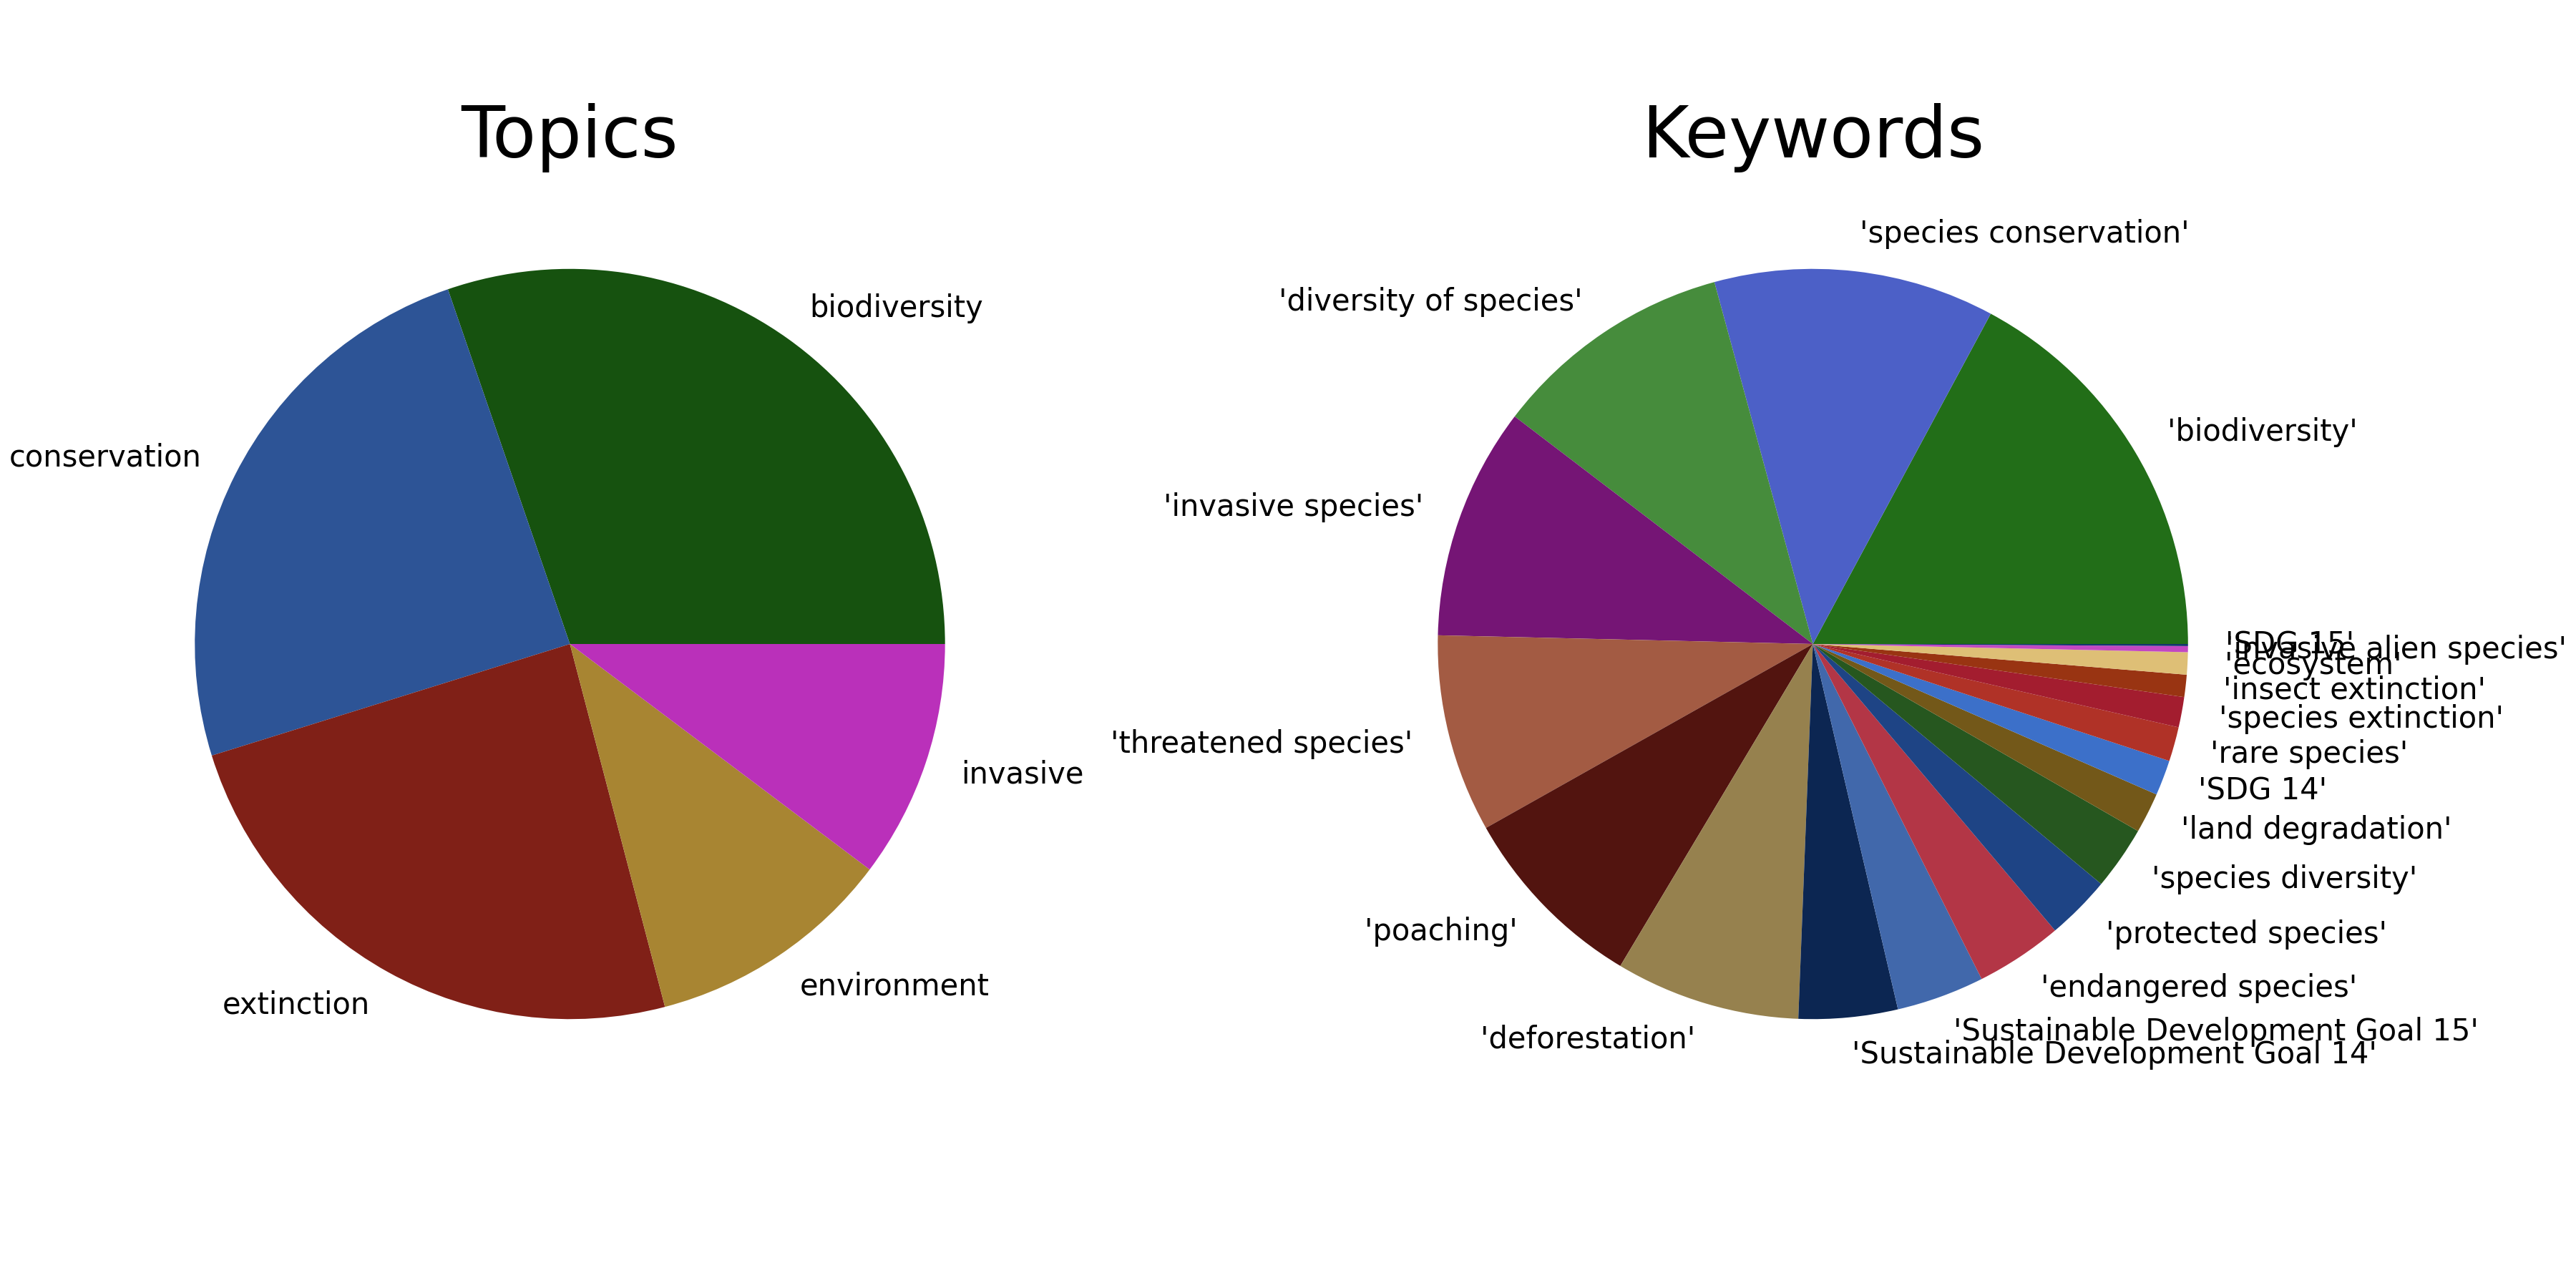 Topics
biodiversity
conservation
extinction
environment
invasive
Keywords
'biodiversity'
'species conservation'
'diversity of species'
'invasive species'
'threatened species'
'poaching'
'deforestation'
'Sustainable Development Goal 14'
'Sustainable Development Goal 15'
'endangered species'
'protected species'
'species diversity'
'land degradation'
'SDG 14'
'rare species'
'species extinction'
'insect extinction'
'ecosystem'
'invasive alien species'
'SDG 15'